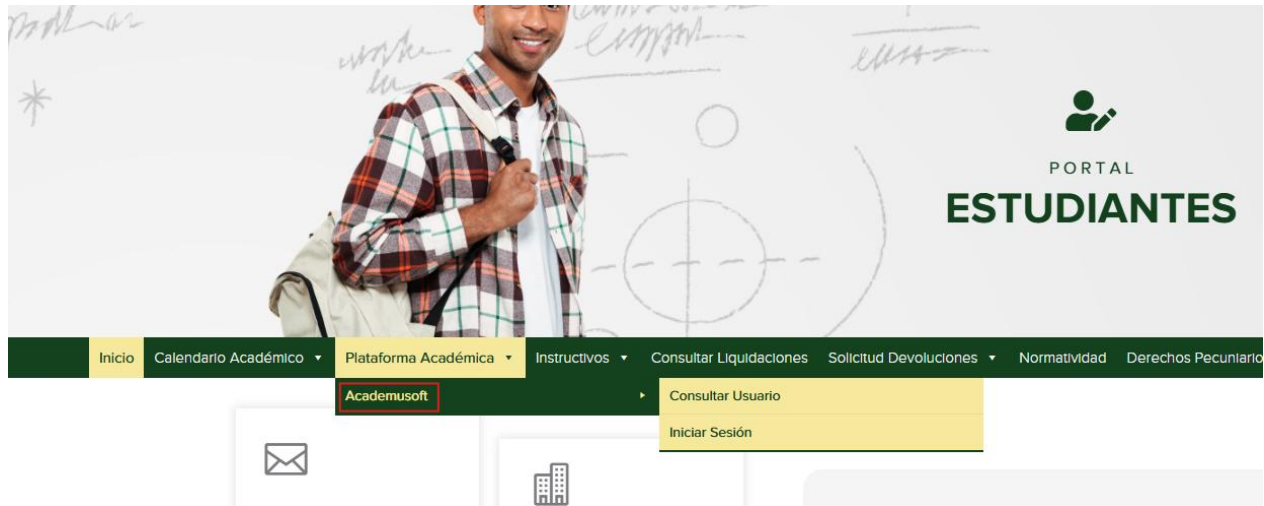 PORTAL
ESTUDIANTES
Inicio Calendario Académico Plataforma Académica Instructivos Consultar Liquidaciones Solicitud Devoluciones Normatividad Derechos Pecuniario
Academusoft Consultar Usuario
Iniciar Sesión